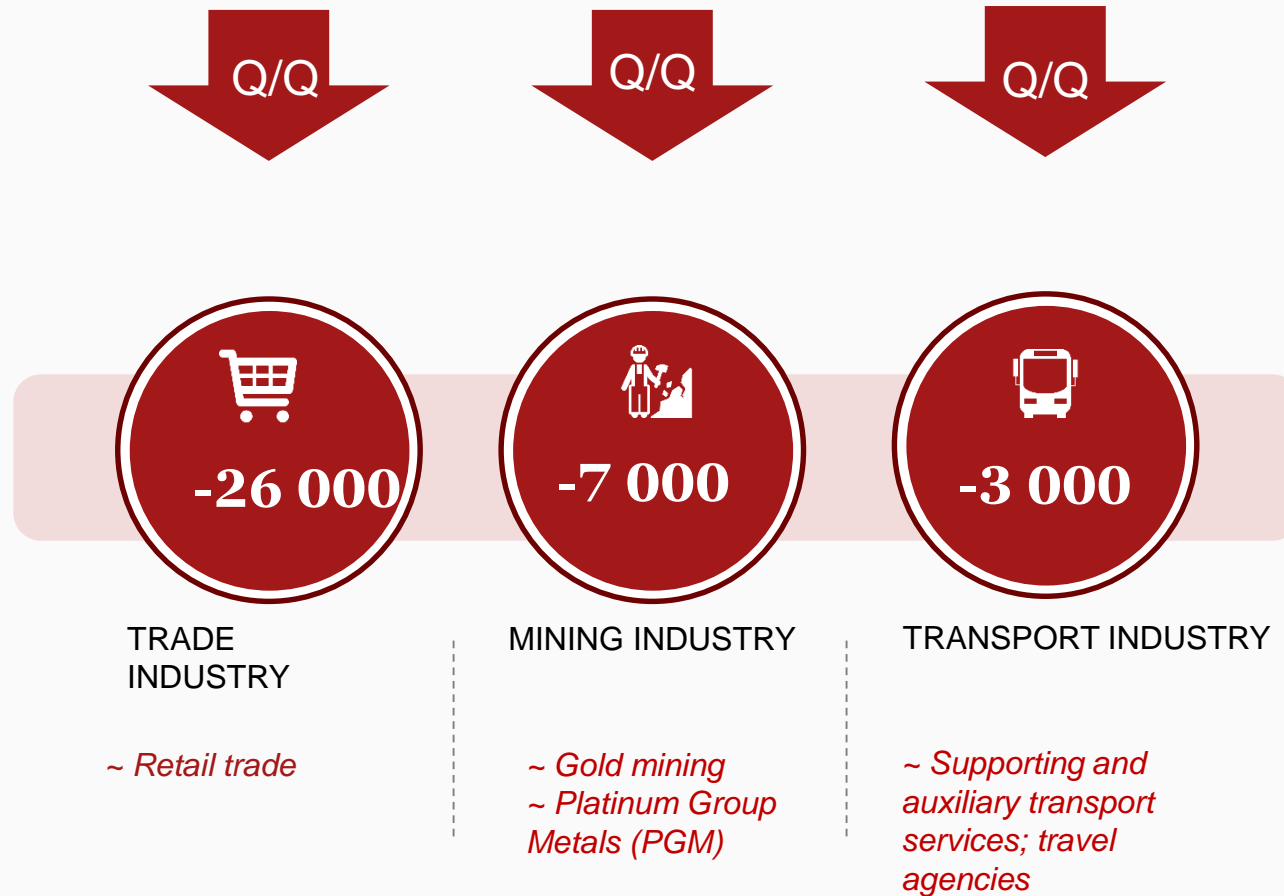 Q/Q
Q/Q
Q/Q
-26 000
-7 000
-3 000
TRADE
INDUSTRY
MINING INDUSTRY
TRANSPORT INDUSTRY
~ Retail trade
~ Gold mining
~ Platinum Group
Metals (PGM)
~ Supporting and
auxiliary transport
services; travel
agencies